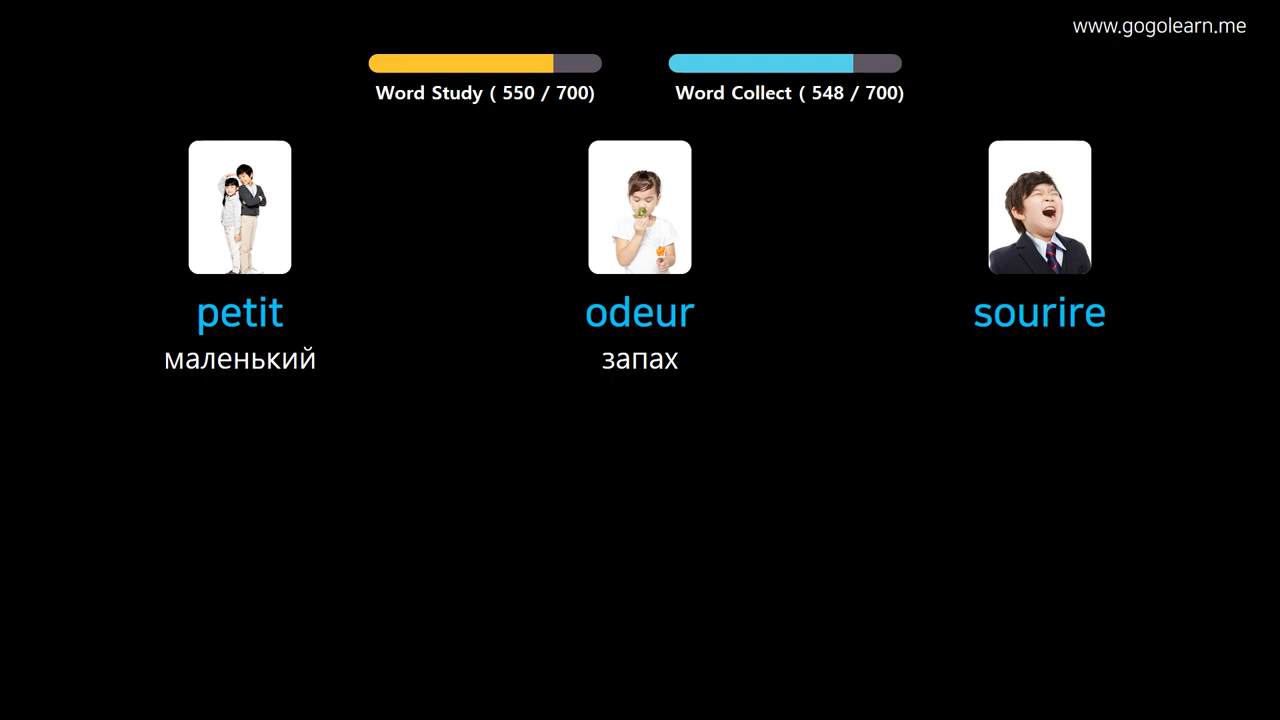 www.gogolearn.me
Word Study ( 550 / 700)
Word Collect ( 548 / 700)
petit
odeur
sourire
маленький
запах